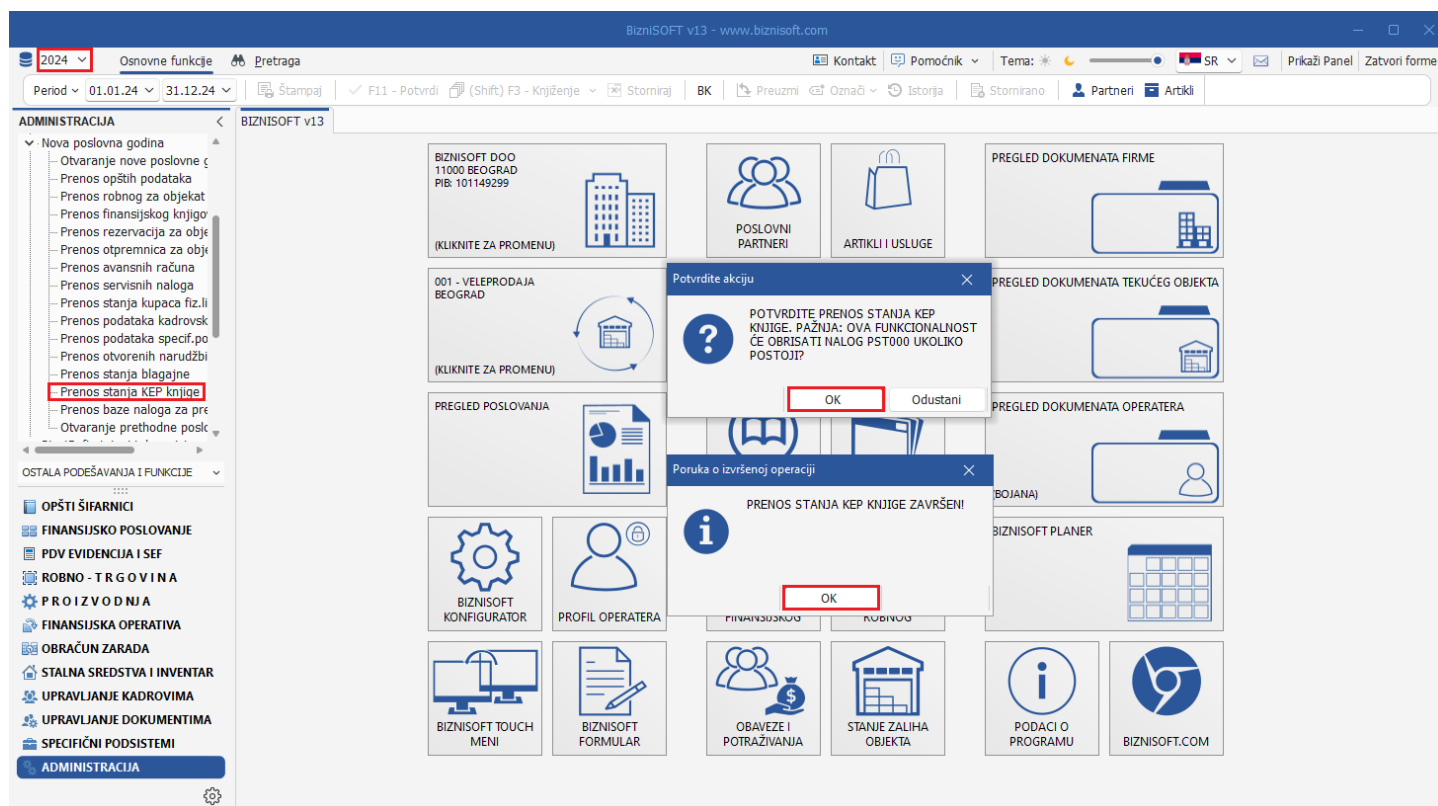 BizniSOFT v13 - www.biznisoft.com
2024
Osnovne funkcije
Pretraga
Kontakt
Pomoćnik
Tema:
SR
Prikaži Panel
Zatvori forme
Period
01.01.24
31.12.24
Štampaj
F11 - Potvrdi
(Shift) F3 - Knjiženje
Storniraj
BK
Preuzmi
Označi
Istorija
Stornirano
Partneri
Artikli
ADMINISTRACIJA
BIZNISOFT v13
Nova poslovna godina
Otvaranje nove poslovne g
Prenos opštih podataka
Prenos robnog za objekat
Prenos finansijskog knjigov
Prenos rezervacija za obje
Prenos otpremnica za obje
Prenos avansnih računa
Prenos servisnih naloga
Prenos stanja kupaca fiz.li
Prenos podataka kadrovsk
Prenos podataka specif.po
Prenos otvorenih narudžbi
Prenos stanja blagajne
Prenos stanja KEP knjige
Prenos baze naloga za pre
Otvaranje prethodne poslo
OSTALA PODEŠAVANJA I FUNKCIJE
OPŠTI ŠIFARNICI
FINANSIJSKO POSLOVANJE
PDV EVIDENCIJA I SEF
ROBNO - T R G O V I N A
P R O I Z V O D NJ A
FINANSIJSKA OPERATIVA
OBRAČUN ZARADA
STALNA SREDSTVA I INVENTAR
UPRAVLJANJE KADROVIMA
UPRAVLJANJE DOKUMENTIMA
SPECIFIČNI PODSISTEMI
ADMINISTRACIJA
BIZNISOFT DOO
11000 BEOGRAD
PIB: 101149299
(KLIKNITE ZA PROMENU)
POSLOVNI
PARTNERI
ARTIKLI I USLUGE
PREGLED DOKUMENATA FIRME
001 - VELEPRODAJA
BEOGRAD
(KLIKNITE ZA PROMENU)
Potvrdite akciju
POTVRDITE PRENOS STANJA KEP
KNJIGE. PAŽNJA: OVA FUNKCIONALNOST
ĆE OBRISATI NALOG PST000 UKOLIKO
POSTOJI?
OK
Odustani
PREGLED DOKUMENATA TEKUĆEG OBJEKTA
PREGLED POSLOVANJA
PREGLED DOKUMENATA OPERATERA
(BOJANA)
Poruka o izvršenoj operaciji
PRENOS STANJA KEP KNJIGE ZAVRŠEN!
OK
BIZNISOFT
KONFIGURATOR
PROFIL OPERATERA
FINANSIJSKOG
ROBNOG
BIZNISOFT PLANER
BIZNISOFT TOUCH
MENI
BIZNISOFT
FORMULAR
OBAVEZE I
POTRAŽIVANJA
STANJE ZALIHA
OBJEKTA
PODACI O
PROGRAMU
BIZNISOFT.COM